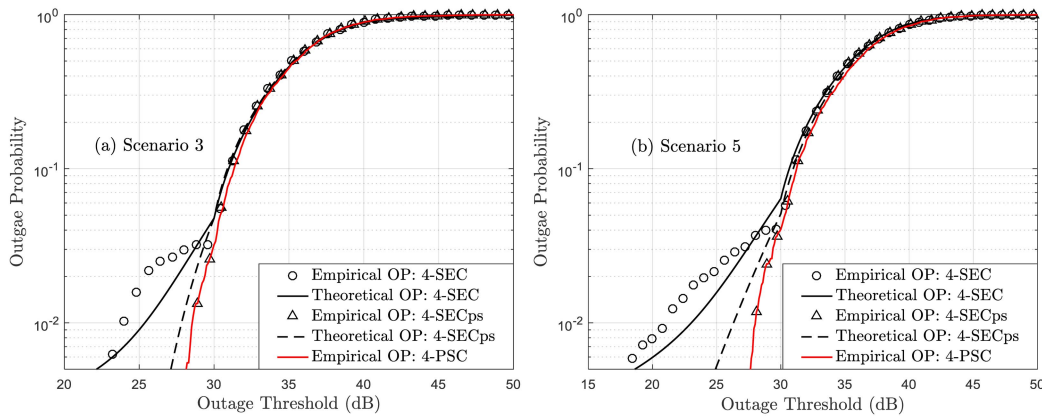 10^0
10^-1
10^-2
Outgae Probability
(a) Scenario 3
Empirical OP: 4-SEC
Theoretical OP: 4-SEC
Empirical OP: 4-SECps
Theoretical OP: 4-SECps
Empirical OP: 4-PSC
20 25 30 35 40 45 50
Outage Threshold (dB)
10^0
10^-1
10^-2
Outgae Probability
(b) Scenario 5
Empirical OP: 4-SEC
Theoretical OP: 4-SEC
Empirical OP: 4-SECps
Theoretical OP: 4-SECps
Empirical OP: 4-PSC
15 20 25 30 35 40 45 50
Outage Threshold (dB)